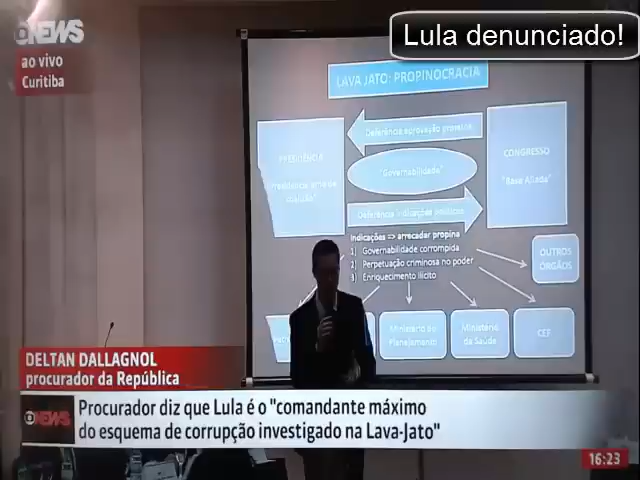 NEWS
Lula denunciado!
ao vivo
Curitiba
LAVA JATO: PROPINOCRACIA
Deferência aprovação projetos
PRESIDÊNCIA
"Governabilidade"
CONGRESSO
"Base Aliada"
Deferência indicações políticas
Indicações => arrecadar propina
1) Governabilidade corrompida
2) Perpetuação criminosa no poder
3) Enriquecimento ilícito
OUTROS
ÓRGÃOS
Ministério do
Planejamento
Ministério
da Saúde
CEF
DELTAN DALLAGNOL
procurador da República
NEWS
Procurador diz que Lula é o "comandante máximo
do esquema de corrupção investigado na Lava-Jato"
16:23